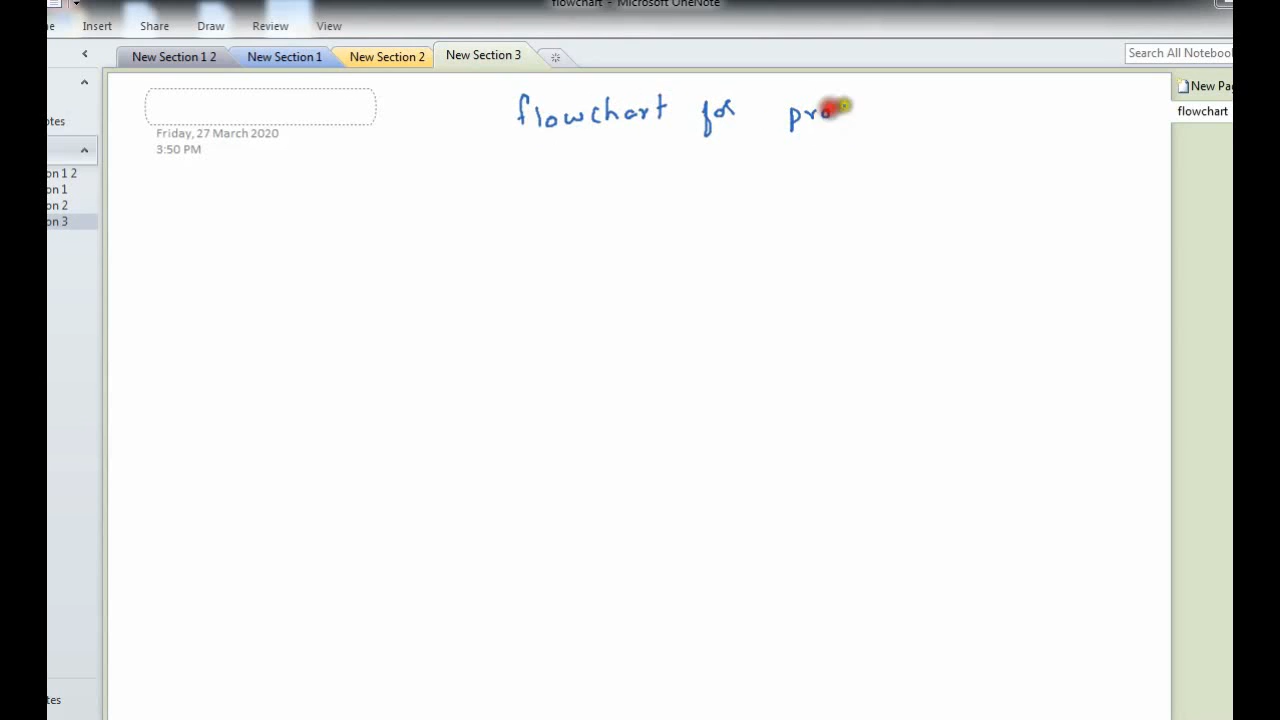 flowchart - Microsoft OneNote
Insert Share Draw Review View
New Section 1 2 New Section 1 New Section 2 New Section 3 Search All Noteboo
New Pag
flowchart
flowchart for pro
Friday, 27 March 2020
3:50 PM
otes
on 1 2
on 1
on 2
on 3
otes